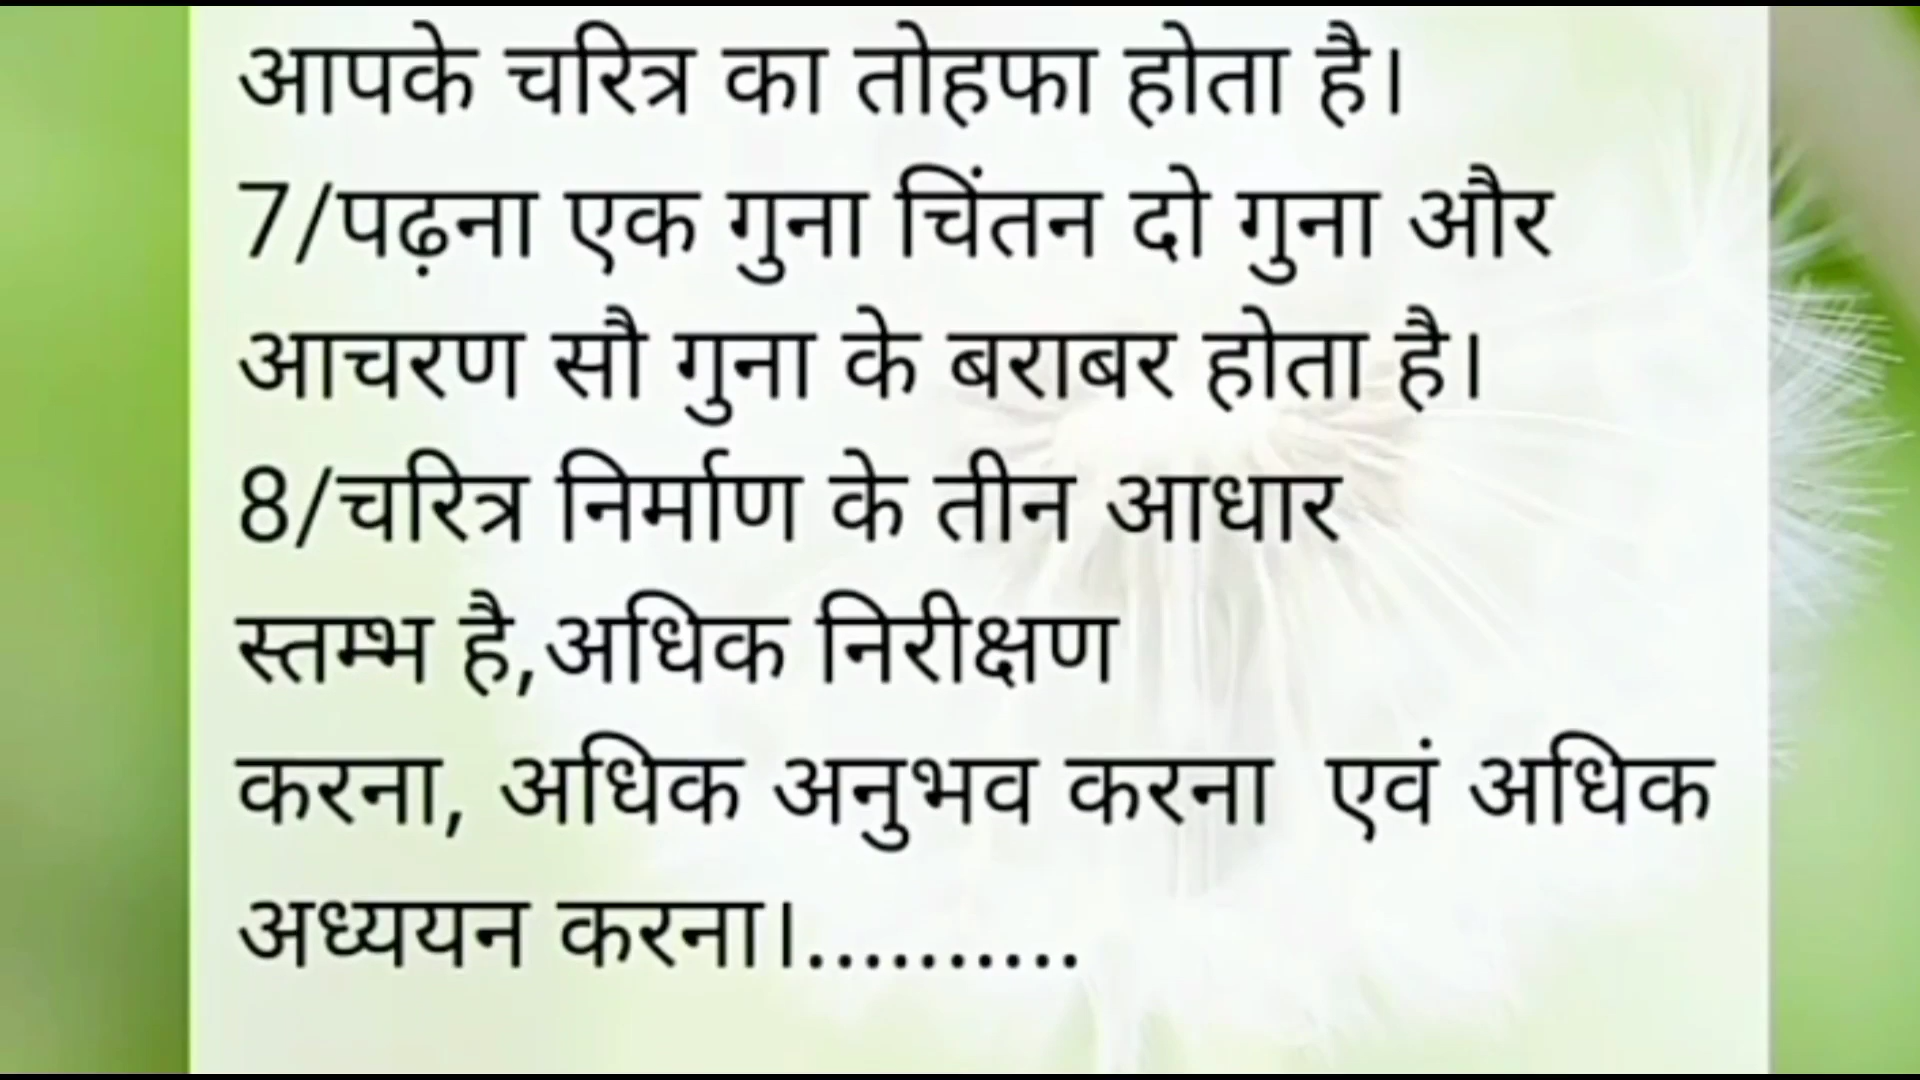 आपके चरित्र का तोहफा होता है।
7/पढ़ना एक गुना चिंतन दो गुना और
आचरण सौ गुना के बराबर होता है।
8/चरित्र निर्माण के तीन आधार
स्तम्भ है,अधिक निरीक्षण
करना, अधिक अनुभव करना  एवं अधिक
अध्ययन करना।..........